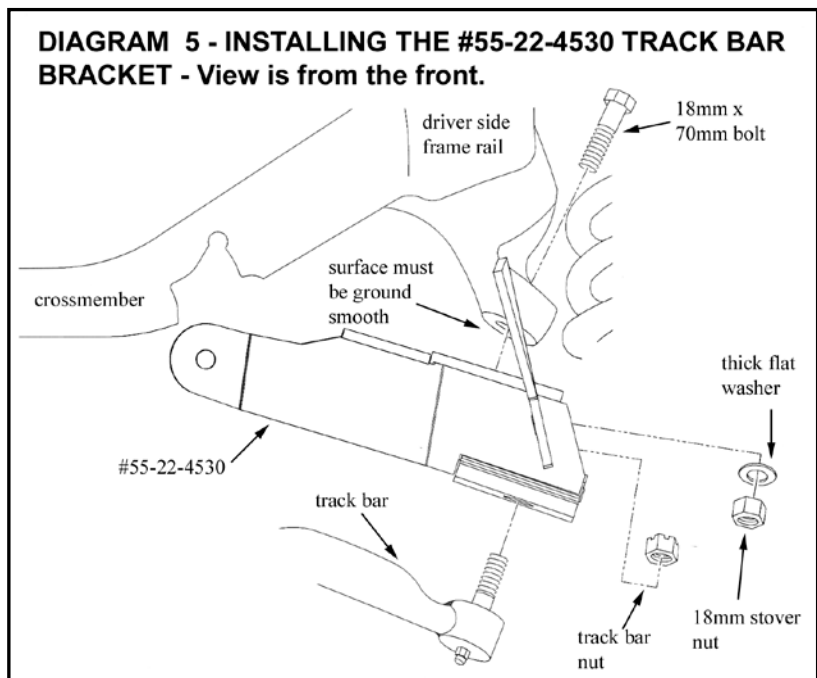 DIAGRAM 5 - INSTALLING THE #55-22-4530 TRACK BAR
BRACKET - View is from the front.
18mm x
70mm bolt
driver side
frame rail
surface must
be ground
smooth
crossmember
thick flat
washer
#55-22-4530
track bar
18mm stover
nut
track bar
nut